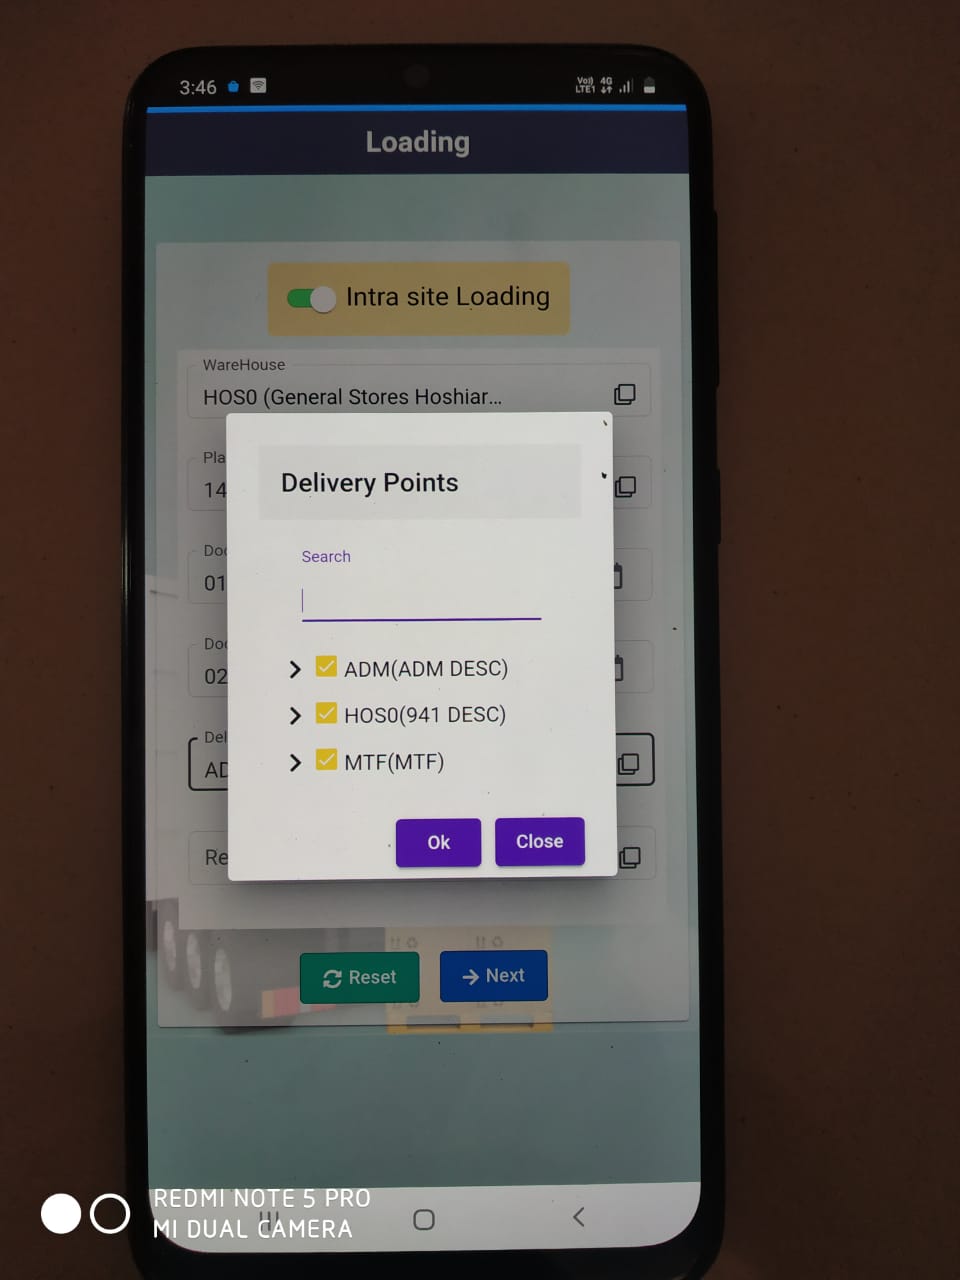 3:46
Vo)) 4G
LTE1
Loading
Intra site Loading
WareHouse
HOS0 (General Stores Hoshiar...
Pla
14
Doc
01
Doc
02
Del
AD
Re
Delivery Points
Search
ADM(ADM DESC)
HOS0(941 DESC)
MTF(MTF)
Ok
Close
Reset
Next
REDMI NOTE 5 PRO
MI DUAL CAMERA